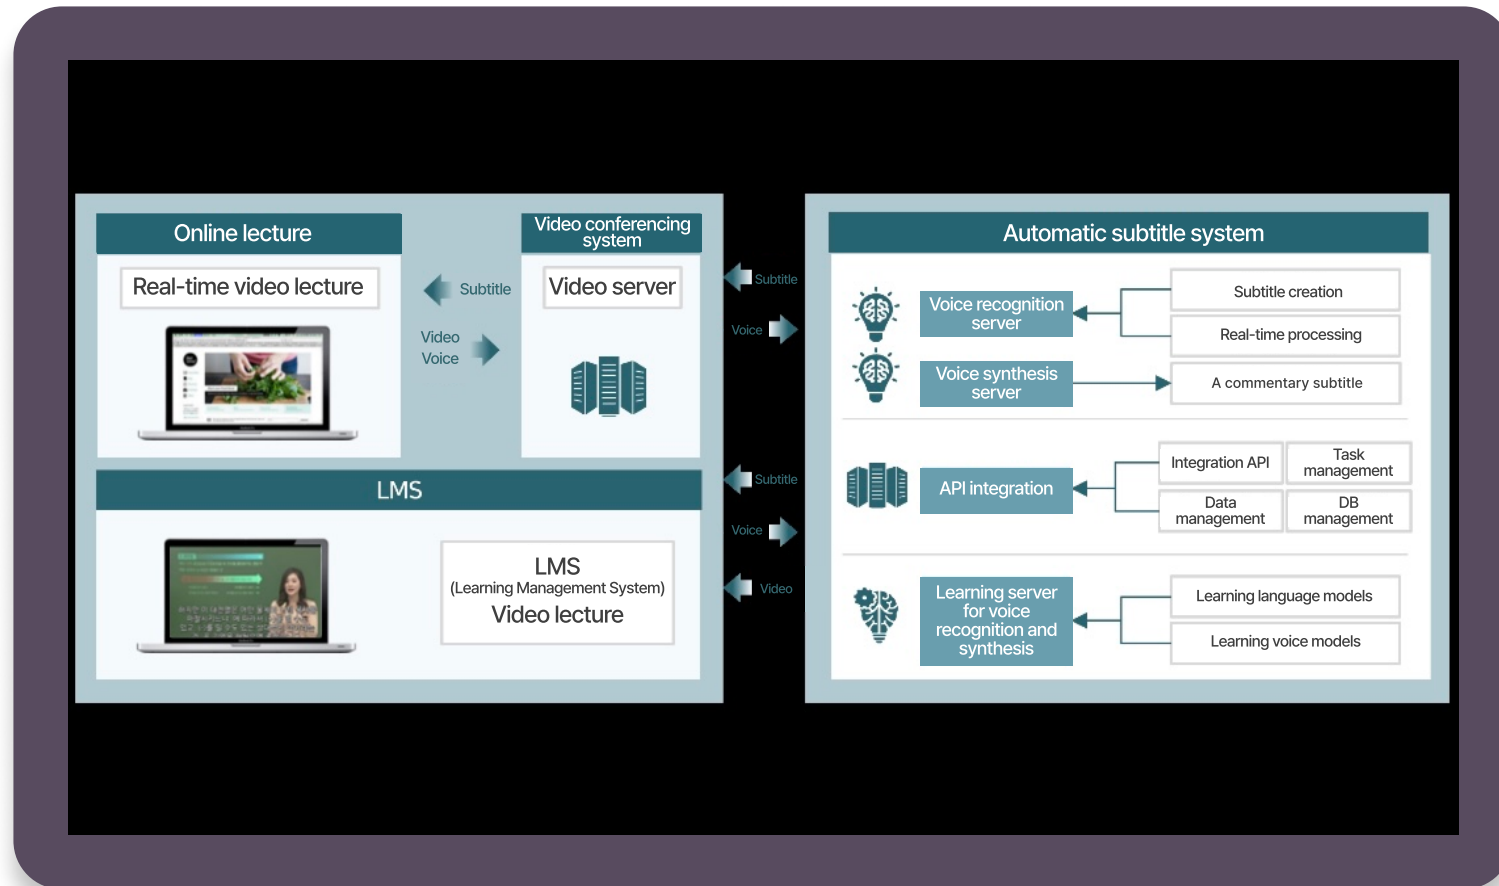 Online lecture
Real-time video lecture
Subtitle
Video
Voice
Video conferencing
system
Video server
LMS
LMS
(Learning Management System)
Video lecture
Subtitle
Voice
Subtitle
Voice
Video
Automatic subtitle system
Voice recognition
server
Subtitle creation
Real-time processing
Voice synthesis
server
A commentary subtitle
API integration
Integration API
Task
management
Data
management
DB
management
Learning server
for voice
recognition and
synthesis
Learning language models
Learning voice models